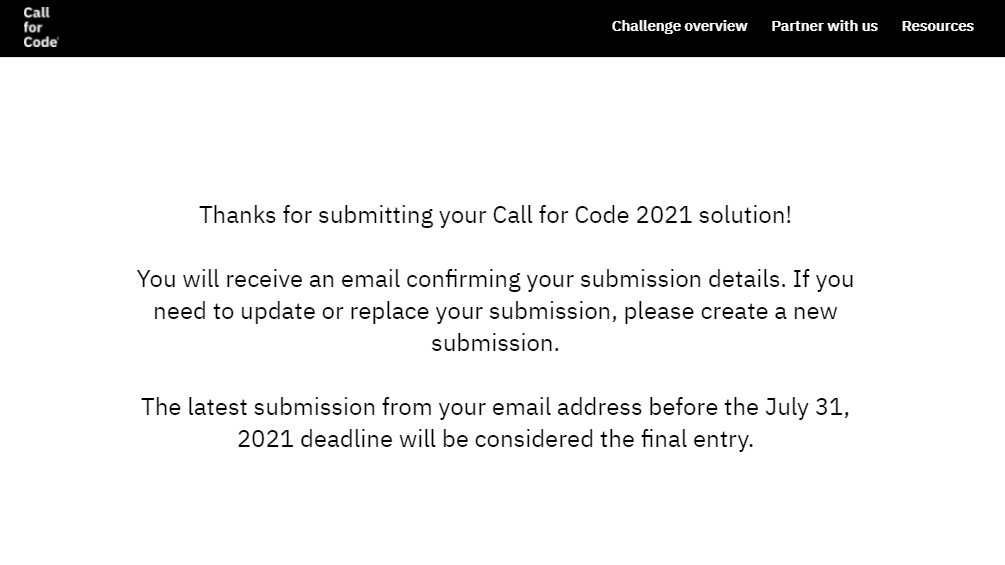 Call
for
Code
Challenge overview Partner with us Resources
Thanks for submitting your Call for Code 2021 solution!
You will receive an email confirming your submission details. If you
need to update or replace your submission, please create a new
submission.
The latest submission from your email address before the July 31,
2021 deadline will be considered the final entry.